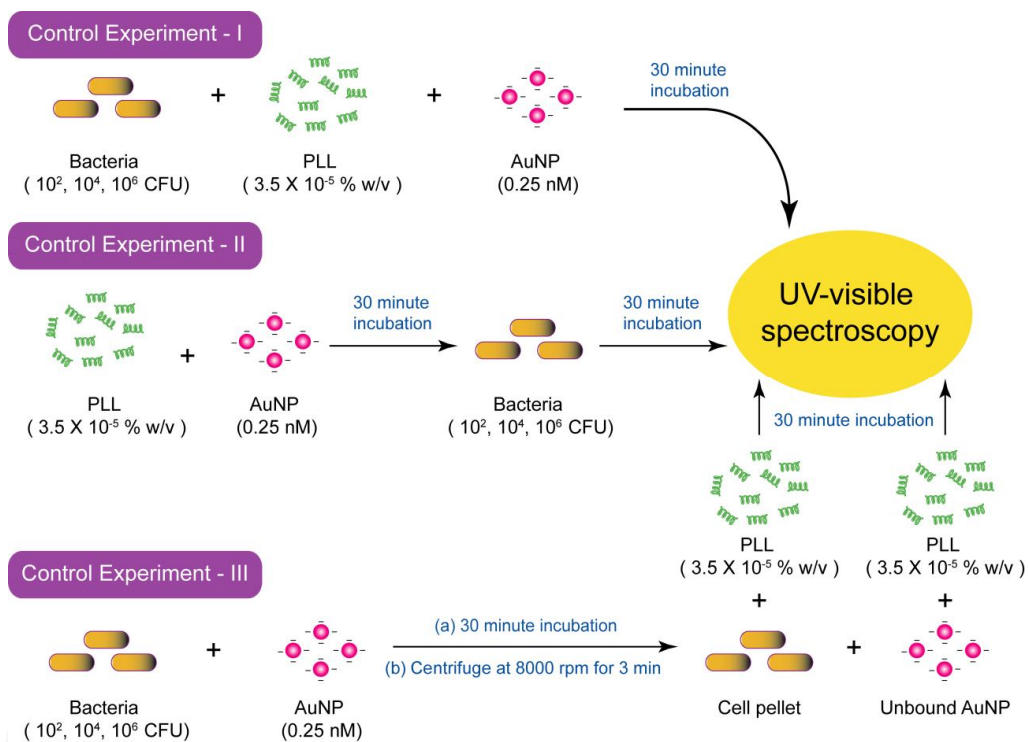 Control Experiment - I
+
+
30 minute
incubation
Bacteria
( 10², 10⁴, 10⁶ CFU)
PLL
( 3.5 X 10⁻⁵ % w/v )
AuNP
(0.25 nM)
Control Experiment - II
UV-visible
spectroscopy
+
30 minute
incubation
30 minute
incubation
PLL
( 3.5 X 10⁻⁵ % w/v )
AuNP
(0.25 nM)
Bacteria
( 10², 10⁴, 10⁶ CFU)
30 minute incubation
PLL
( 3.5 X 10⁻⁵ % w/v )
PLL
( 3.5 X 10⁻⁵ % w/v )
Control Experiment - III
+
+
+
(a) 30 minute incubation
(b) Centrifuge at 8000 rpm for 3 min
+
Bacteria
( 10², 10⁴, 10⁶ CFU)
AuNP
(0.25 nM)
Cell pellet
Unbound AuNP